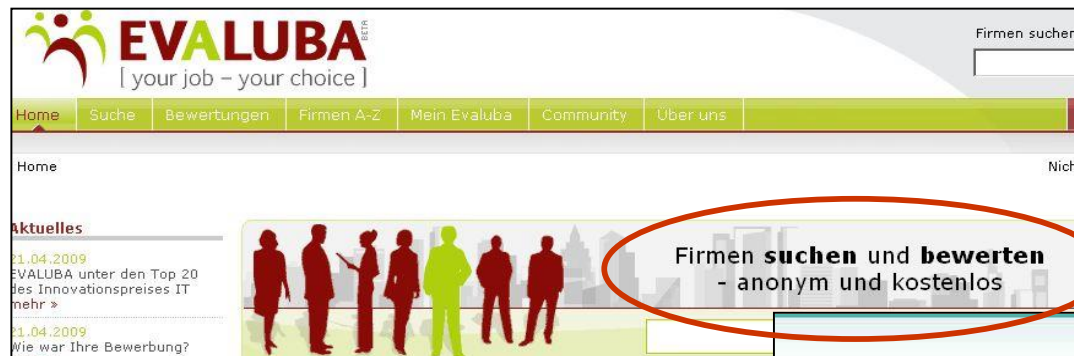 EVALUBA BETA
[ your job – your choice ]
Firmen suchen
Home Suche Bewertungen Firmen A-Z Mein Evaluba Community Über uns
Home
Nich
Aktuelles
21.04.2009
EVALUBA unter den Top 20
des Innovationspreises IT
mehr »
21.04.2009
Wie war Ihre Bewerbung?
Firmen suchen und bewerten
- anonym und kostenlos